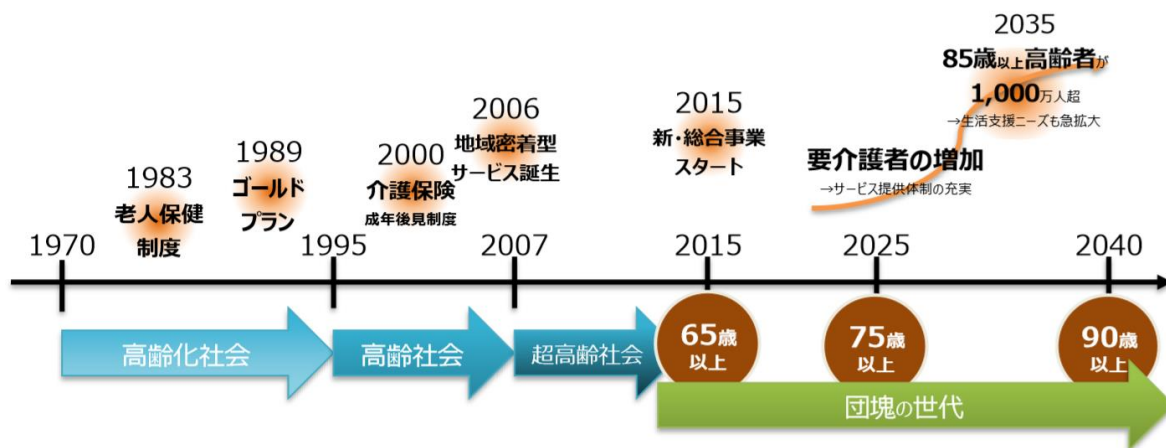 1983
老人保健
制度
1989
ゴールド
プラン
2000
介護保険
成年後見制度
2006
地域密着型
サービス誕生
2015
新・総合事業
スタート
要介護者の増加
→サービス提供体制の充実
2035
85歳以上高齢者が
1,000万人超
→生活支援ニーズも急拡大
1970
1995
2007
2015
2025
2040
高齢化社会
高齢社会
超高齢社会
65歳
以上
75歳
以上
90歳
以上
団塊の世代